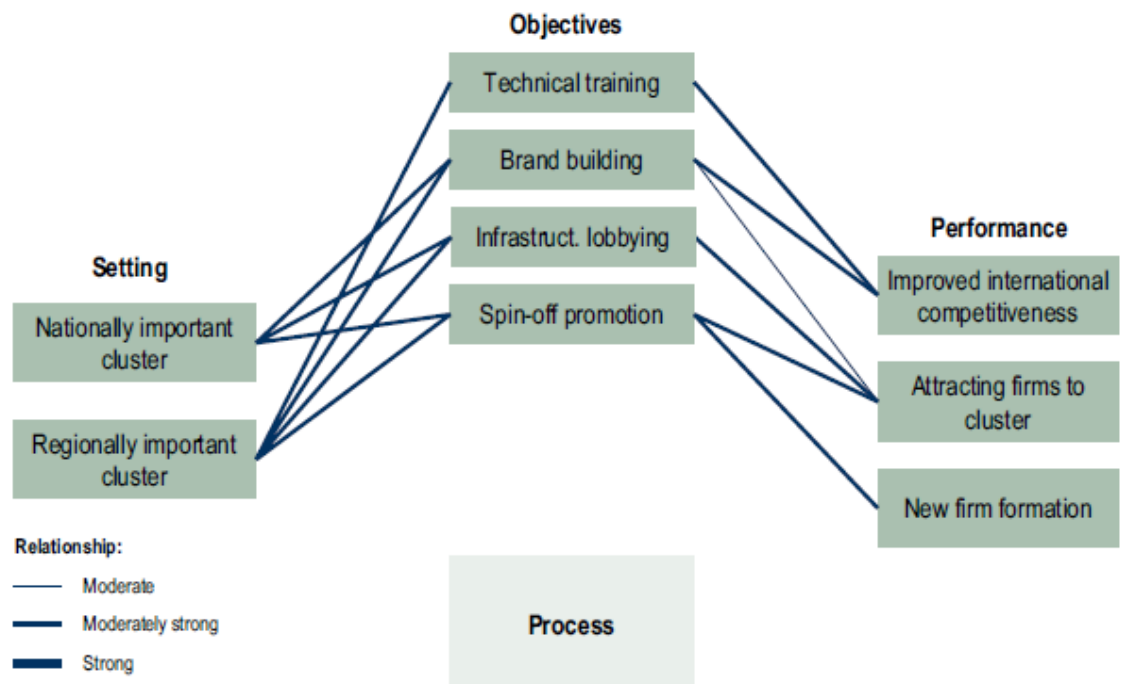 Objectives
Technical training
Brand building
Infrastruct. lobbying
Spin-off promotion
Setting
Nationally important
cluster
Regionally important
cluster
Performance
Improved international
competitiveness
Attracting firms to
cluster
New firm formation
Relationship:
Moderate
Moderately strong
Strong
Process